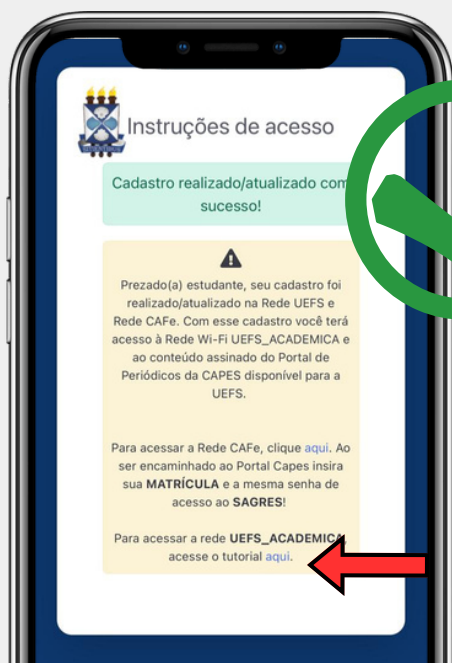 Instruções de acesso
Cadastro realizado/atualizado com
sucesso!
Prezado(a) estudante, seu cadastro foi
realizado/atualizado na Rede UEFS e
Rede CAFe. Com esse cadastro você terá
acesso à Rede Wi-Fi UEFS_ACADEMICA e
ao conteúdo assinado do Portal de
Periódicos da CAPES disponível para a
UEFS.
Para acessar a Rede CAFe, clique aqui. Ao
ser encaminhado ao Portal Capes insira
sua MATRÍCULA e a mesma senha de
acesso ao SAGRES!
Para acessar a rede UEFS_ACADEMICA,
acesse o tutorial aqui.